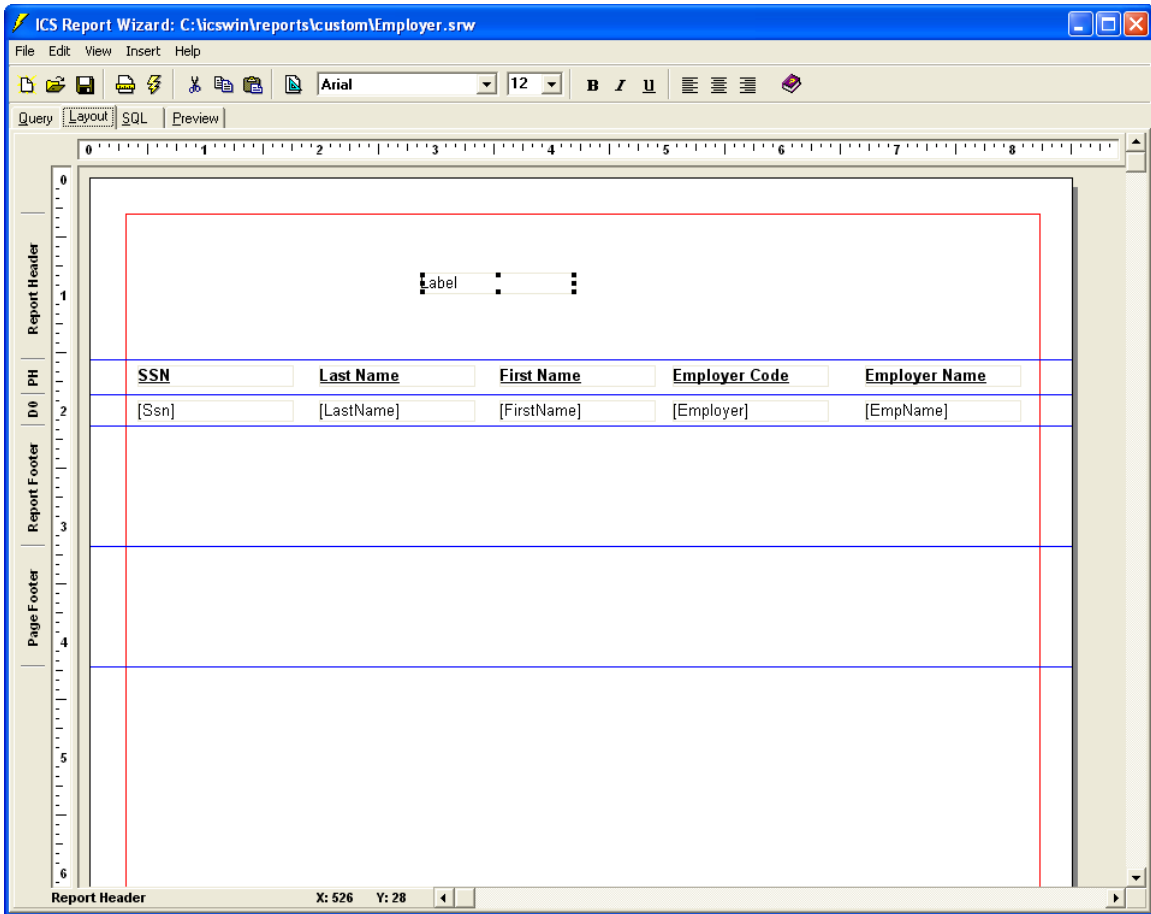 ICS Report Wizard: C:\icswin\reports\custom\Employer.srw
File Edit View Insert Help
Arial 12 B I u
Query Layout SQL Preview
0 1 2 3 4 5 6 7 8
0
Report Header
1
Label
PH
SSN Last Name First Name Employer Code Employer Name
D0
2
[Ssn] [LastName] [FirstName] [Employer] [EmpName]
Report Footer
3
Page Footer
4
5
6
Report Header X: 526 Y: 28